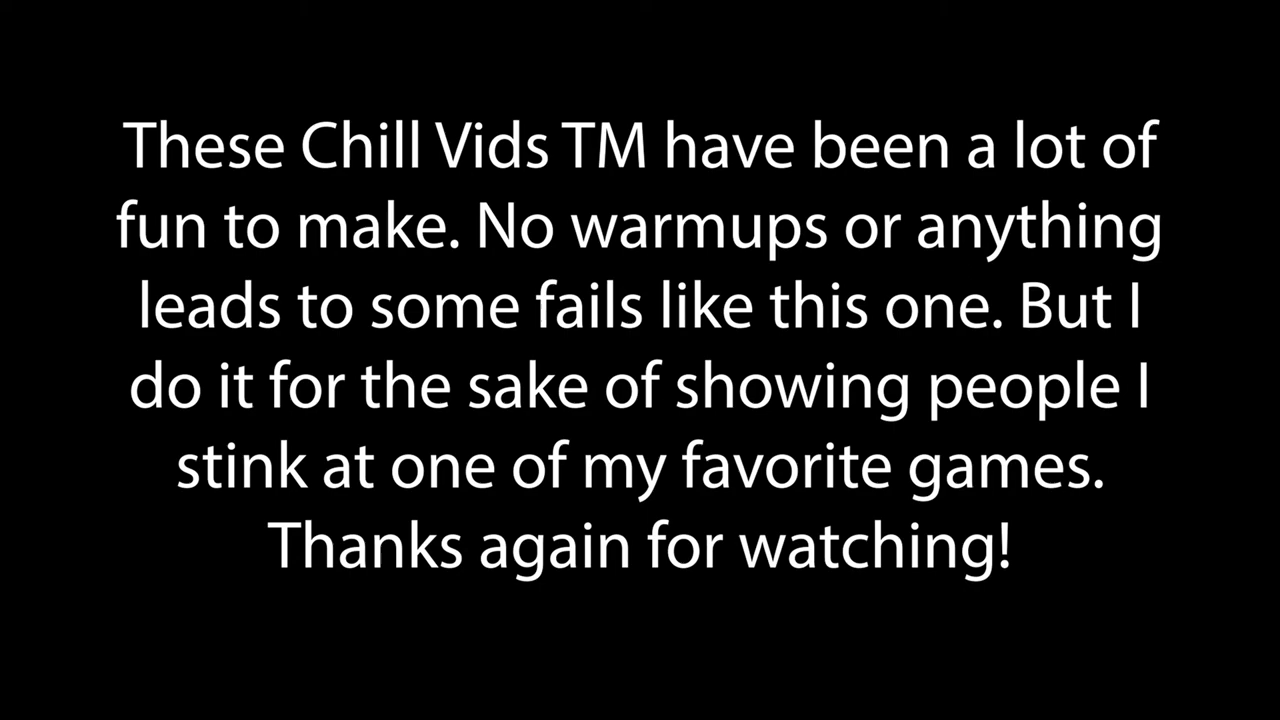 These Chill Vids TM have been a lot of
fun to make. No warmups or anything
leads to some fails like this one. But I
do it for the sake of showing people I
stink at one of my favorite games.
Thanks again for watching!